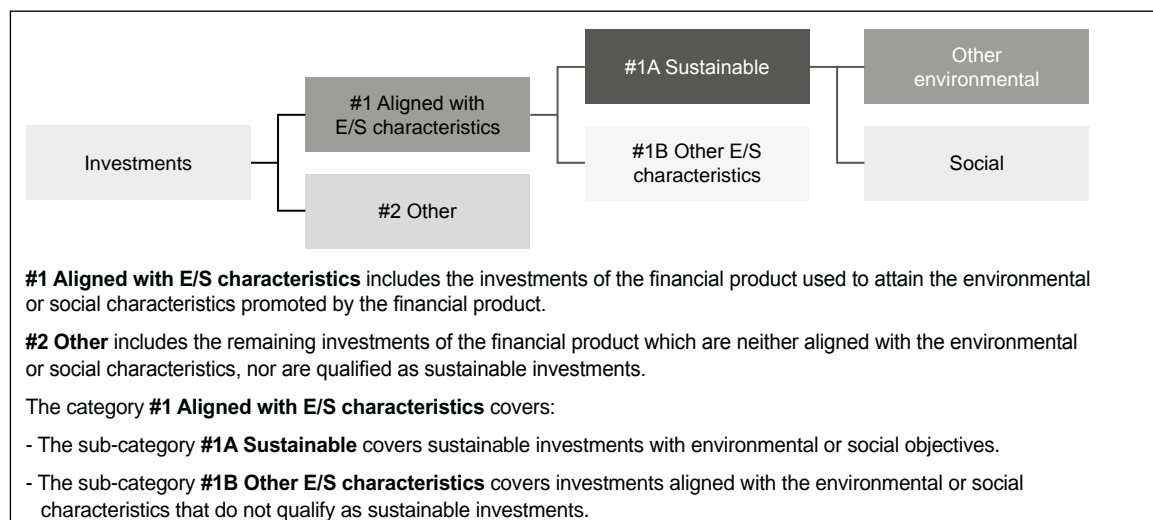 Investments
#1 Aligned with
E/S characteristics
#2 Other
#1A Sustainable
#1B Other E/S
characteristics
Other
environmental
Social
#1 Aligned with E/S characteristics includes the investments of the financial product used to attain the environmental
or social characteristics promoted by the financial product.
#2 Other includes the remaining investments of the financial product which are neither aligned with the environmental
or social characteristics, nor are qualified as sustainable investments.
The category #1 Aligned with E/S characteristics covers:
- The sub-category #1A Sustainable covers sustainable investments with environmental or social objectives.
- The sub-category #1B Other E/S characteristics covers investments aligned with the environmental or social
characteristics that do not qualify as sustainable investments.